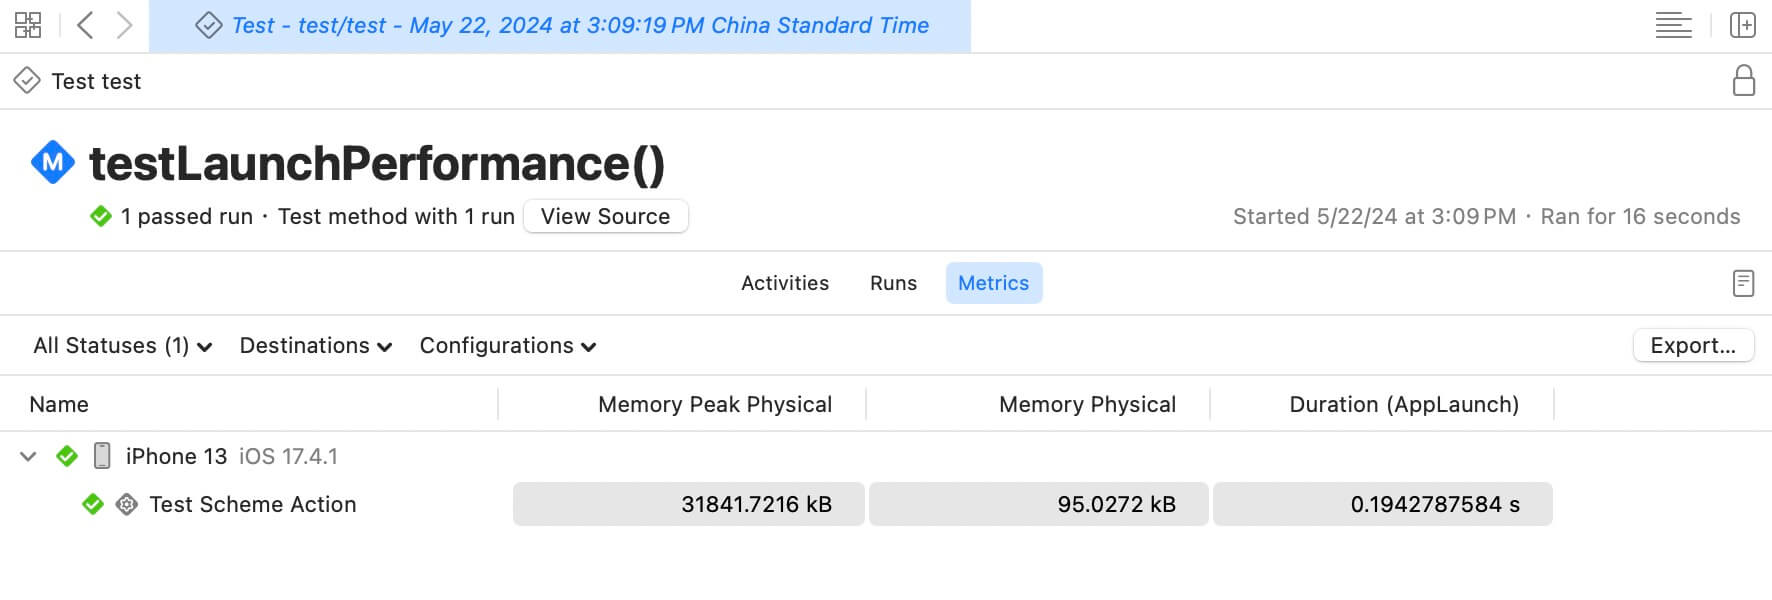 Test - test/test - May 22, 2024 at 3:09:19 PM China Standard Time
Test test
M
testLaunchPerformance()
1 passed run · Test method with 1 run View Source Started 5/22/24 at 3:09 PM · Ran for 16 seconds
Activities Runs Metrics
All Statuses (1) Destinations Configurations Export...
Name Memory Peak Physical Memory Physical Duration (AppLaunch)
iPhone 13 iOS 17.4.1
Test Scheme Action 31841.7216 kB 95.0272 kB 0.1942787584 s